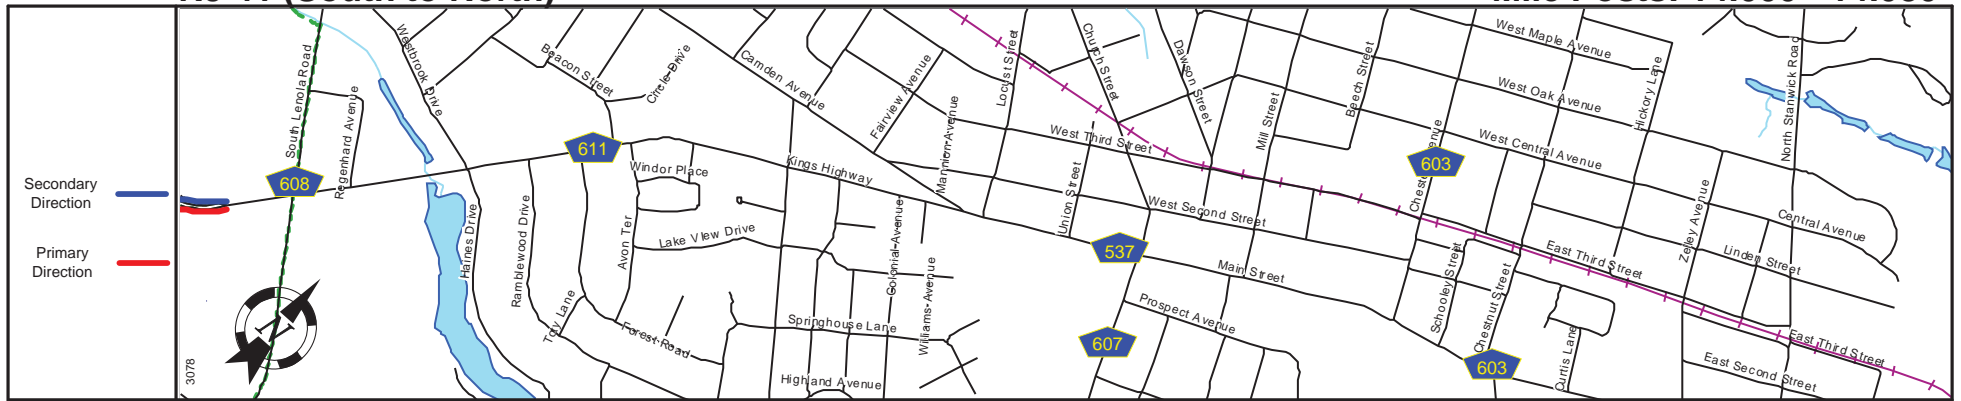 Secondary
Direction
Primary
Direction
3078
South Lenola Road
608
Regenhard Avenue
Westbrook Drive
Haines Drive
Beacon Street
Circle Drive
611
Windor Place
Ramblewood Drive
Avon Ter
Lake View Drive
Tory Lane
Forest Road
Camden Avenue
Kings Highway
Fairview Avenue
Mannion Avenue
Colonial Avenue
Williams Avenue
Springhouse Lane
Highland Avenue
Locust Street
Church Street
Dawson Street
West Third Street
Union Street
West Second Street
537
607
Main Street
Prospect Avenue
Mill Street
Beech Street
603
West Maple Avenue
West Oak Avenue
West Central Avenue
Hickory Lane
North Stanwick Road
Schooley Street
Chestnut Street
603
Curtis Lane
East Third Street
Zelley Avenue
Linden Street
Central Avenue
East Third Street
East Second Street